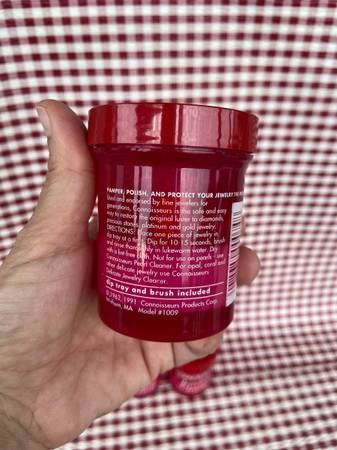 PAMPER, POLISH, AND PROTECT YOUR JEWELRY
Used and endorsed by fine jewelers for
generations, Connoisseurs is the safe and easy
way to restore the original luster to diamonds,
precious stones, platinum and gold jewelry.
DIRECTIONS: Place one piece of jewelry in
dip tray at a time. Dip for 10-15 seconds, brush
and rinse thoroughly in lukewarm water. Dry
with a lint-free cloth. Not for use on pearls - use
Connoisseurs Pearl Cleaner. For opal, coral and
other delicate jewelry use Connoisseurs
Delicate Jewelry Cleaner.
dip tray and brush included
© 1987, 1991 Connoisseurs Products Corp.
MA Model #1009